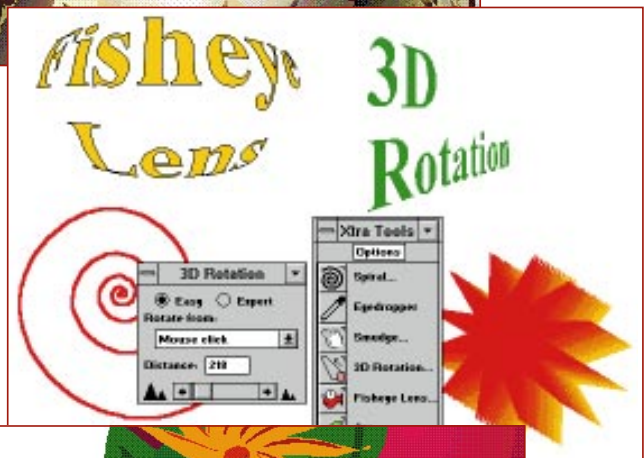 Fisheye
Lens
3D
Rotation
3D Rotation
Easy Expert
Rotate from:
Mouse click
Distance: 218
Xtra Tools
Options
Spiral...
Eyedropper
Smudge...
3D Rotation...
Fisheye Lens...